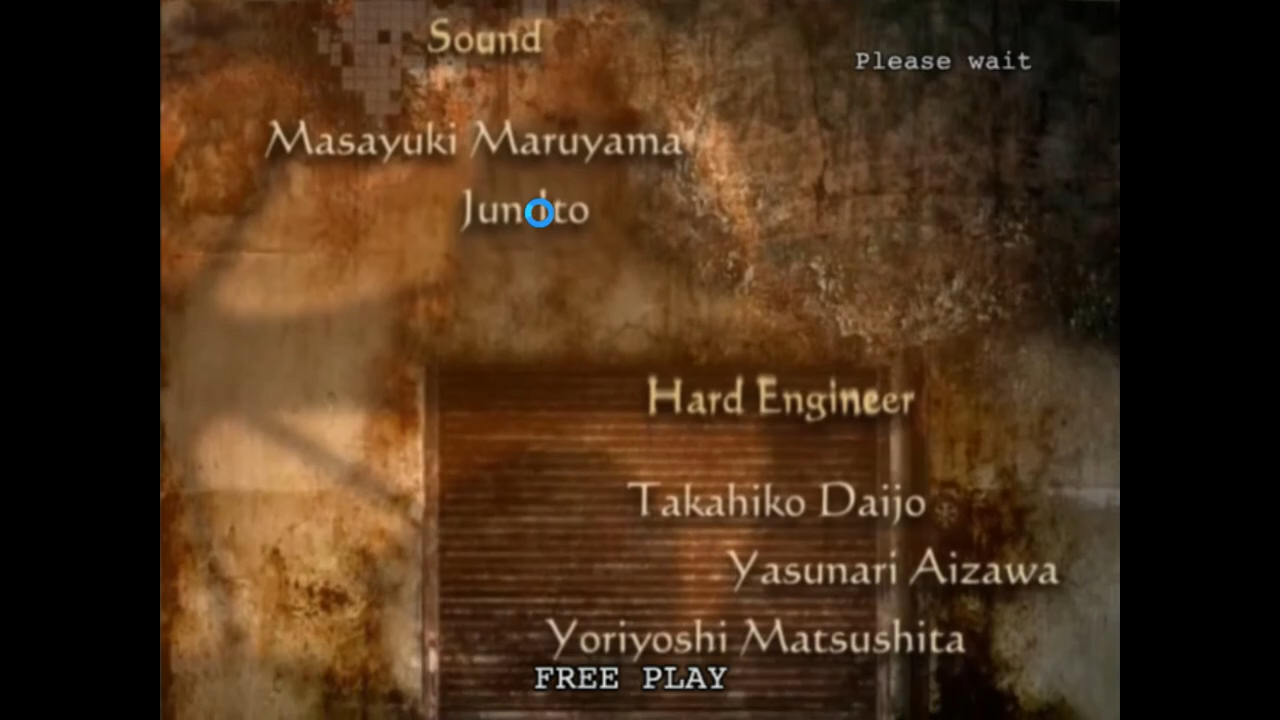 Sound
Please wait
Masayuki Maruyama
Jun Ito
Hard Engineer
Takahiko Daijo
Yasunari Aizawa
Yoriyoshi Matsushita
FREE PLAY